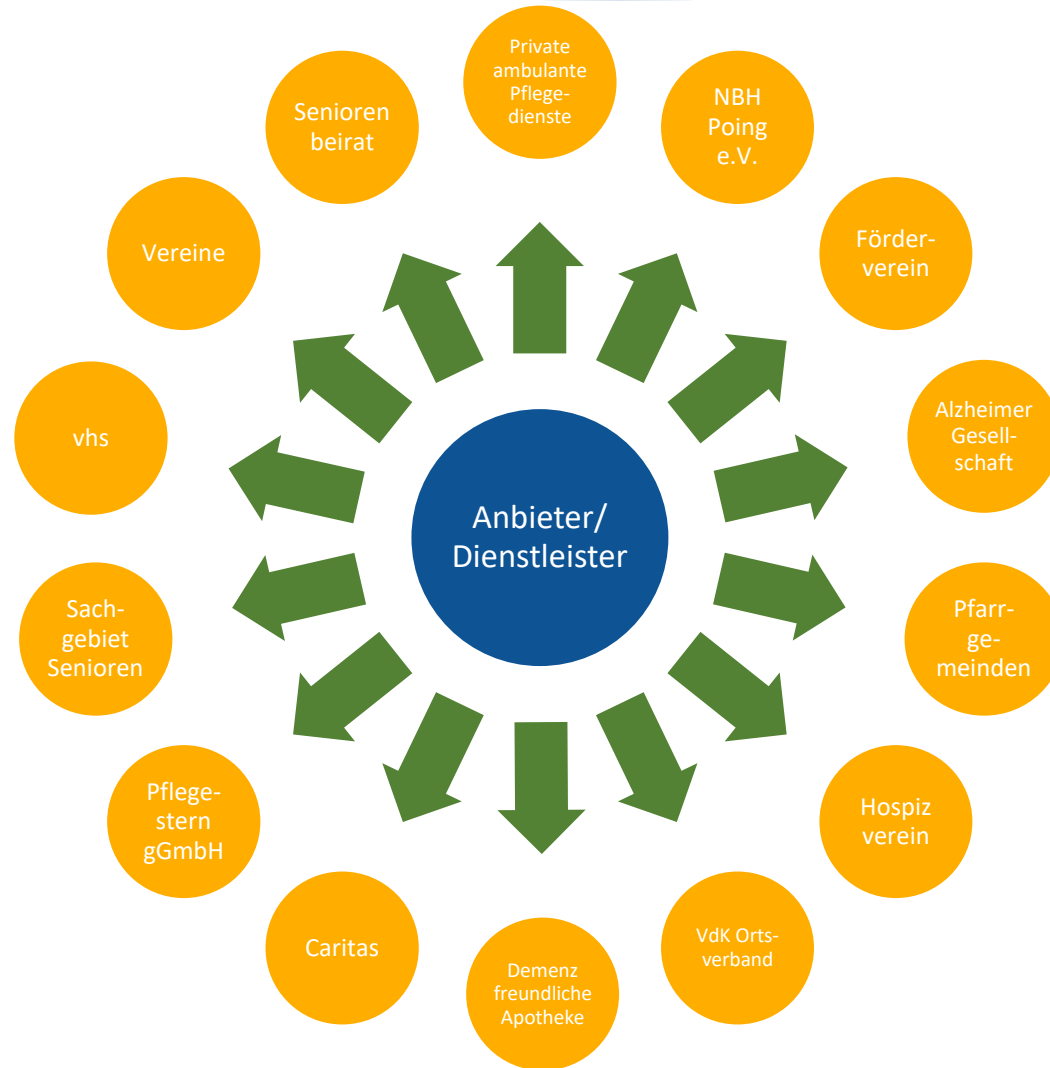 Private
ambulante
Pflege-
dienste
NBH
Poing
e.V.
Förder-
verein
Alzheimer
Gesell-
schaft
Pfarr-
ge-
meinden
Hospiz
verein
VdK Orts-
verband
Demenz
freundliche
Apotheke
Caritas
Pflege-
stern
gGmbH
Sach-
gebiet
Senioren
vhs
Vereine
Senioren
beirat
Anbieter/
Dienstleister